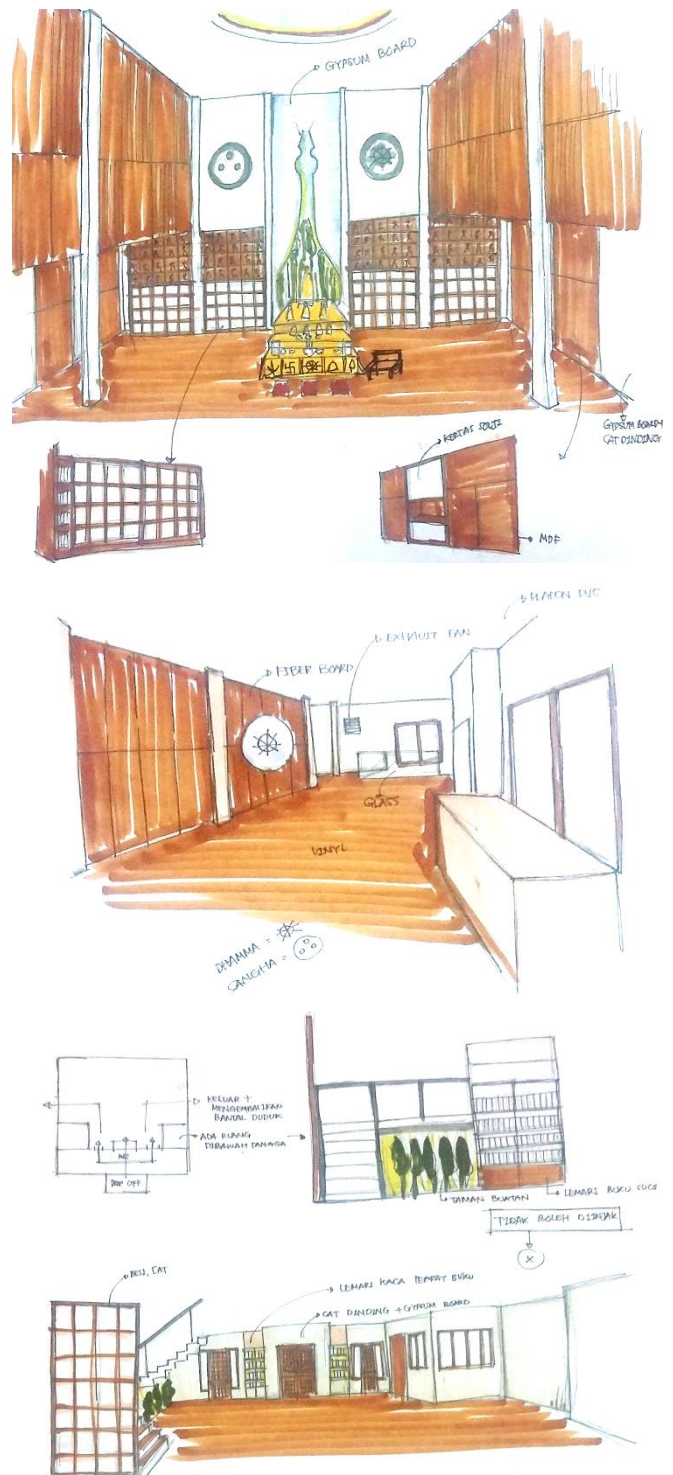 GYPSUM BOARD
KERTAS SOJI
GYPSUM BOARD+
CAT DINDING
MDF
PLAFON PVC
EXHAUST FAN
FIBER BOARD
GLASS
VINYL
DHAMMA =
SANGHA =
KELUAR +
MENGEMBALIKAN
BANTAL DUDUK
ADA RUANG
DIBAWAH TANGGA
DROP OFF
TAMAN BUATAN
LEMARI BUKU
TIDAK BOLEH DIINJAK
BESI, CAT
LEMARI KACA TEMPAT BUKU
CAT DINDING + GYPSUM BOARD